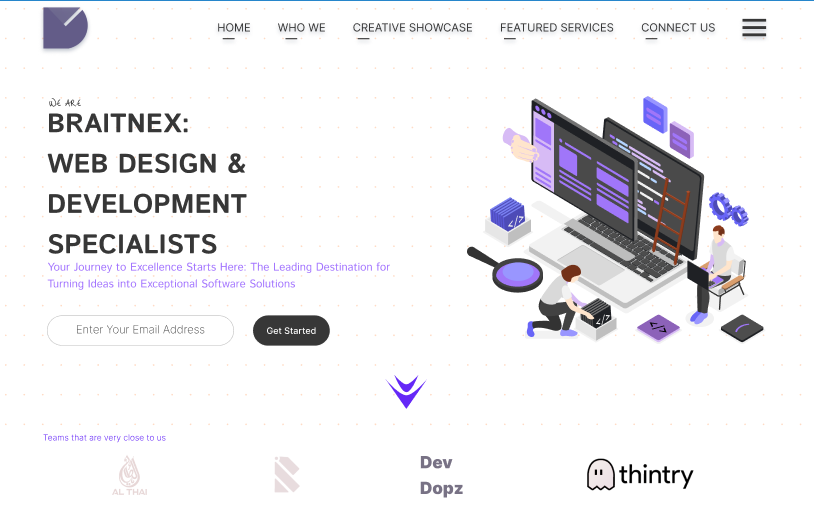 HOME WHO WE CREATIVE SHOWCASE FEATURED SERVICES CONNECT US
WE ARE
BRAITNEX:
WEB DESIGN &
DEVELOPMENT
SPECIALISTS
Your Journey to Excellence Starts Here: The Leading Destination for
Turning Ideas into Exceptional Software Solutions
Enter Your Email Address
Get Started
</>
</>
</>
Teams that are very close to us
AL THAI
Dev
Dopz
thintry